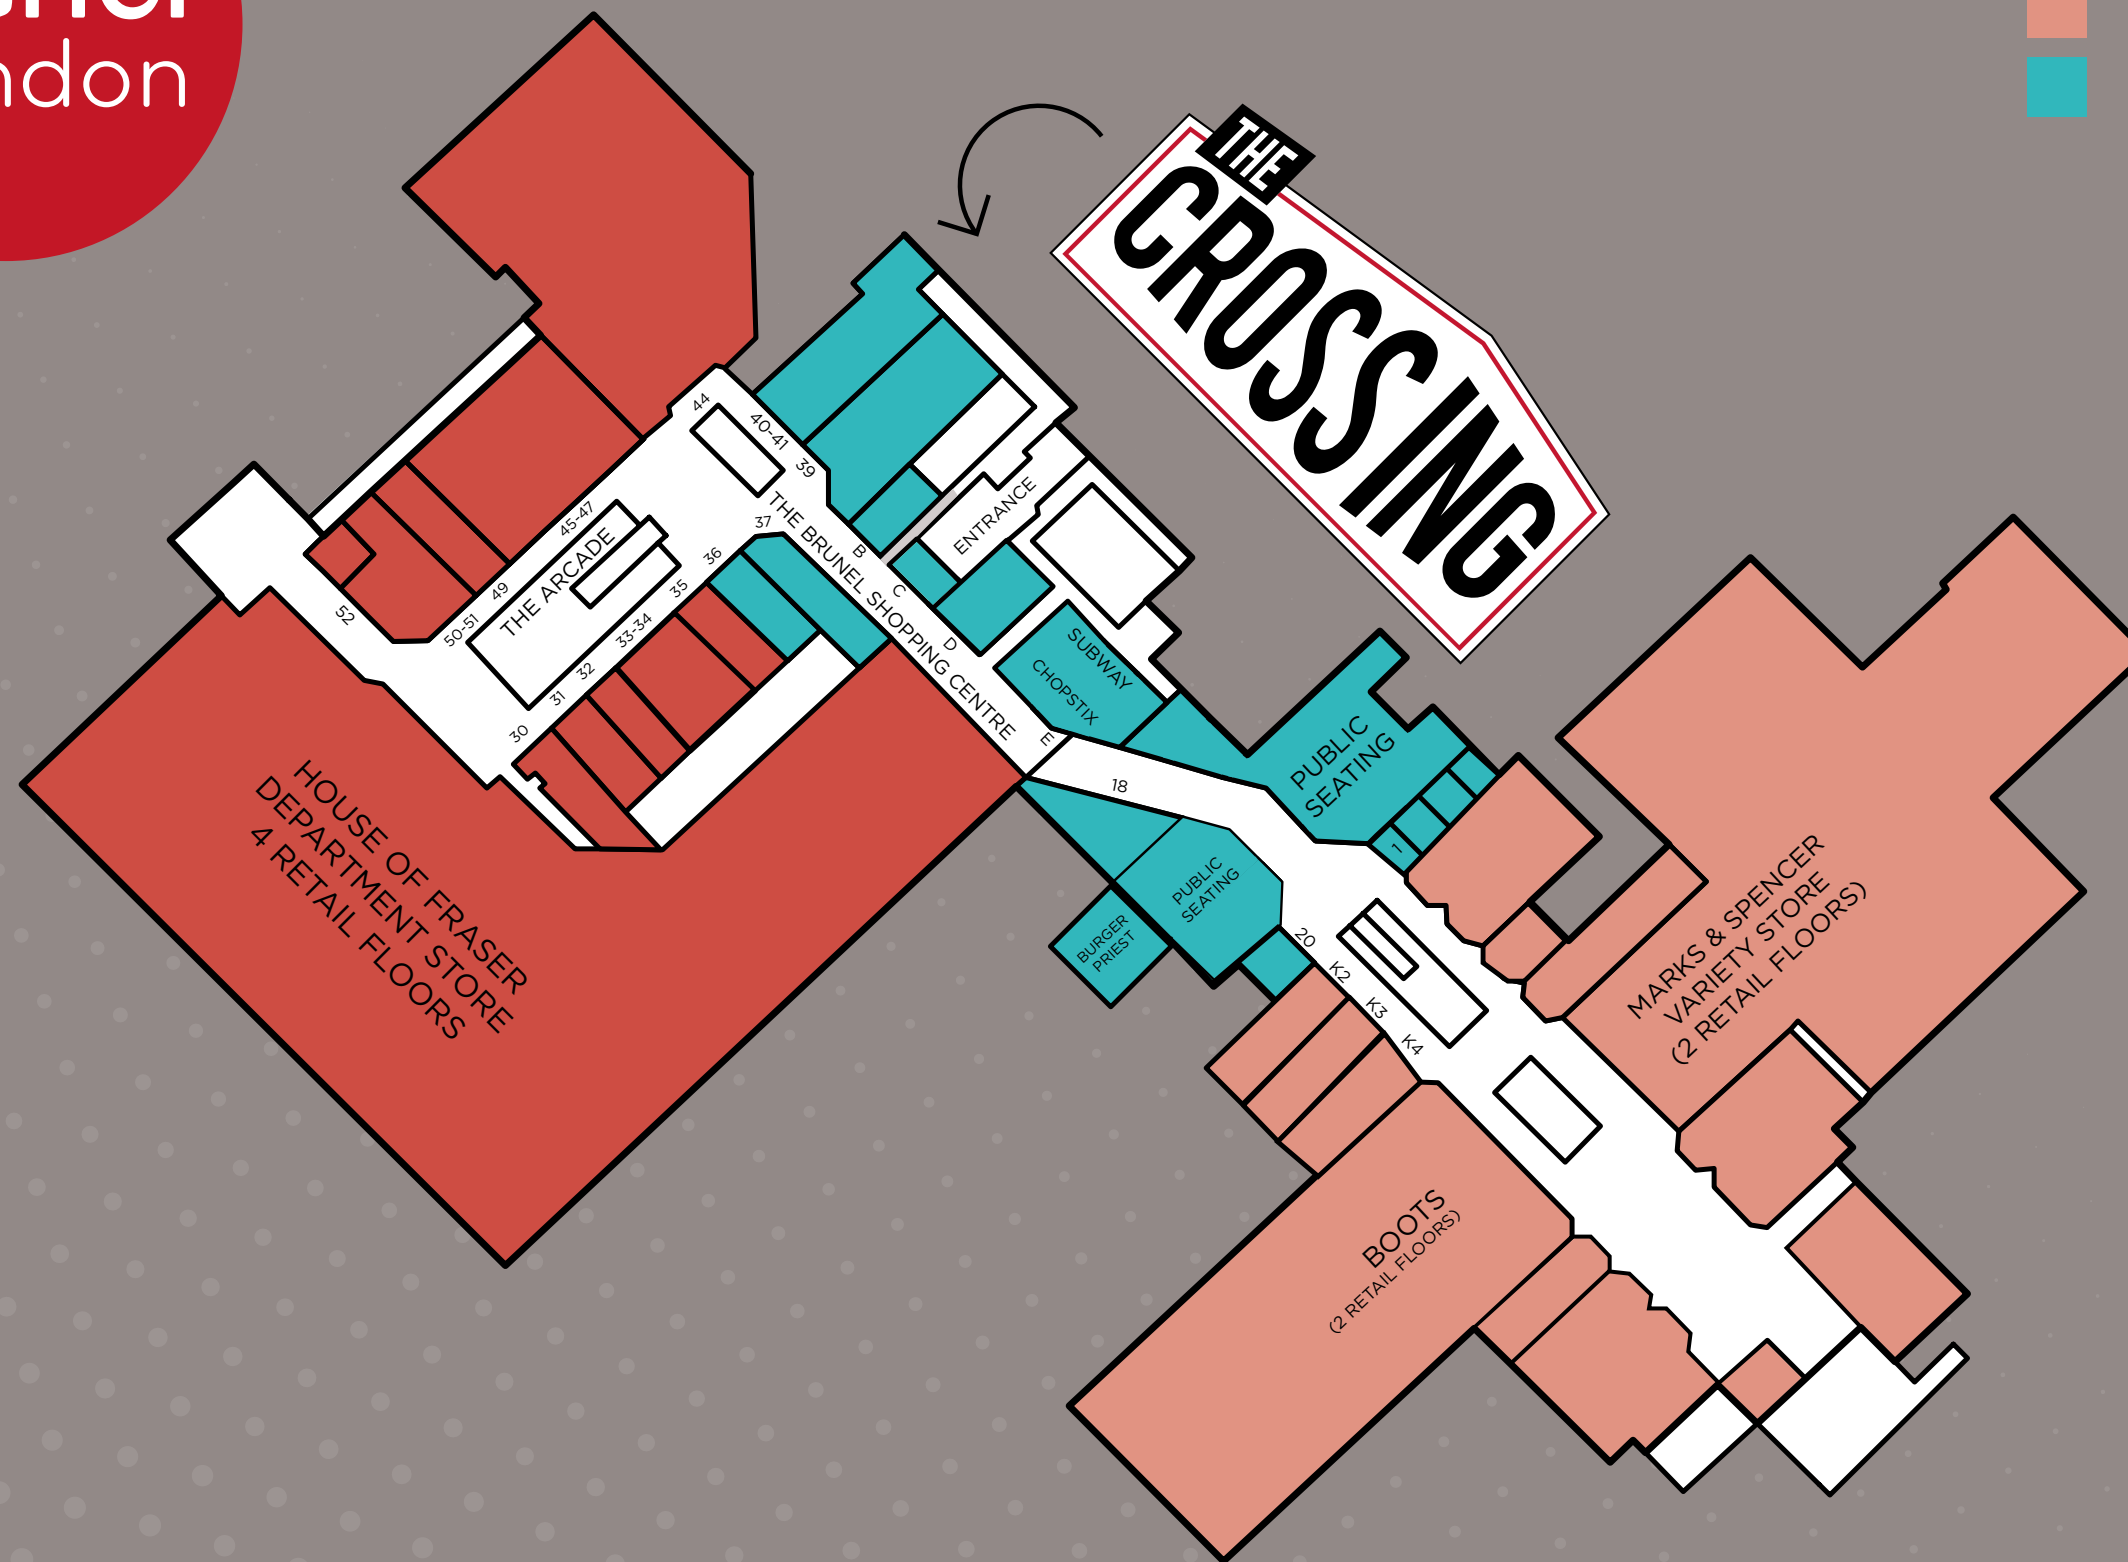 ndon
THE
CROSSING
44
40-41
39
45-47
THE ARCADE
49
50-51
52
37
36
35
33-34
32
31
30
THE BRUNEL SHOPPING CENTRE
B
C
D
E
ENTRANCE
SUBWAY
CHOPSTIX
18
PUBLIC
SEATING
1
PUBLIC
SEATING
BURGER
PRIEST
20
K2
K3
K4
HOUSE OF FRASER
DEPARTMENT STORE
4 RETAIL FLOORS
MARKS & SPENCER
VARIETY STORE
(2 RETAIL FLOORS)
BOOTS
(2 RETAIL FLOORS)